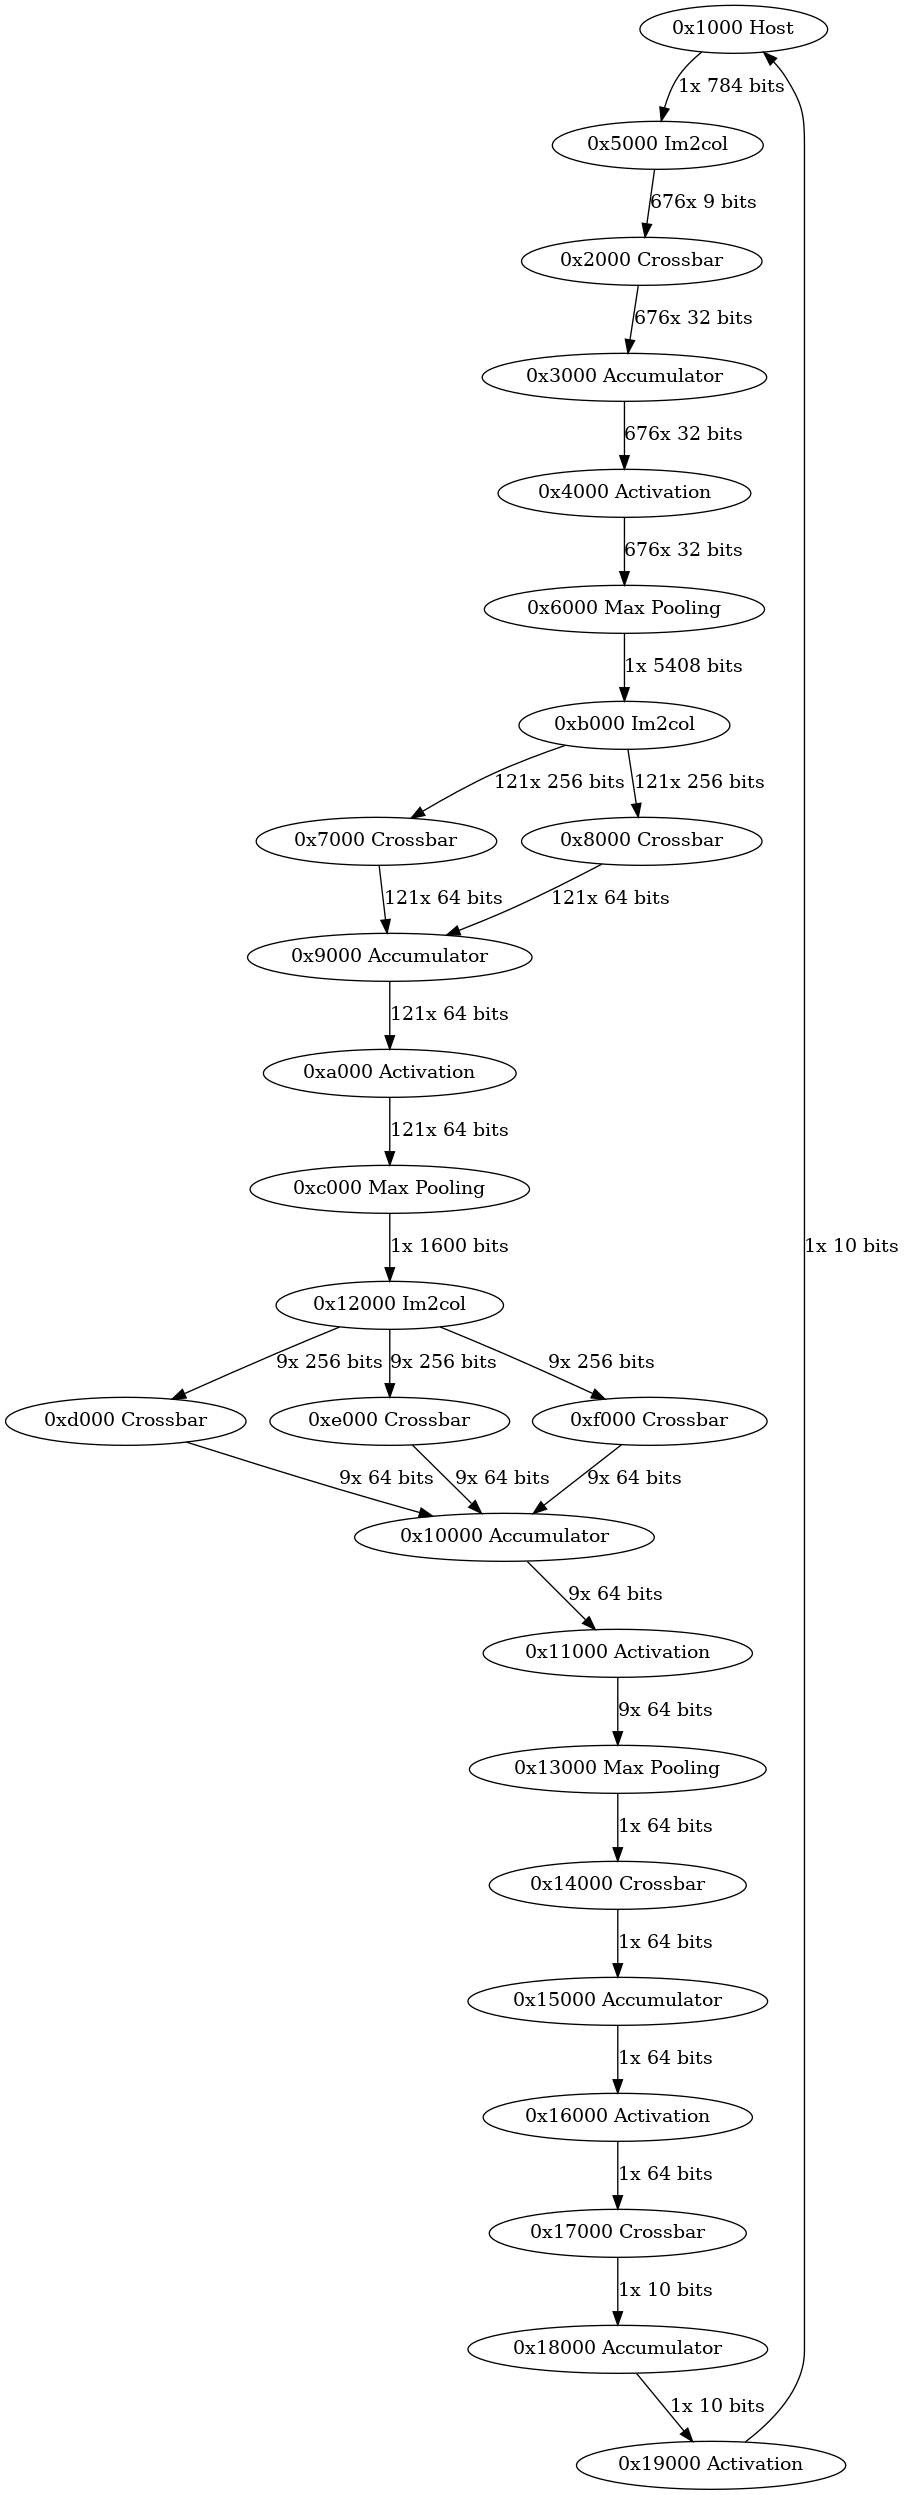 0x1000 Host
1x 784 bits
0x5000 Im2col
676x 9 bits
0x2000 Crossbar
676x 32 bits
0x3000 Accumulator
676x 32 bits
0x4000 Activation
676x 32 bits
0x6000 Max Pooling
1x 5408 bits
0xb000 Im2col
121x 256 bits
121x 256 bits
0x7000 Crossbar
0x8000 Crossbar
121x 64 bits
121x 64 bits
0x9000 Accumulator
121x 64 bits
0xa000 Activation
121x 64 bits
0xc000 Max Pooling
1x 1600 bits
1x 10 bits
0x12000 Im2col
9x 256 bits
9x 256 bits
9x 256 bits
0xd000 Crossbar
0xe000 Crossbar
0xf000 Crossbar
9x 64 bits
9x 64 bits
9x 64 bits
0x10000 Accumulator
9x 64 bits
0x11000 Activation
9x 64 bits
0x13000 Max Pooling
1x 64 bits
0x14000 Crossbar
1x 64 bits
0x15000 Accumulator
1x 64 bits
0x16000 Activation
1x 64 bits
0x17000 Crossbar
1x 10 bits
0x18000 Accumulator
1x 10 bits
0x19000 Activation